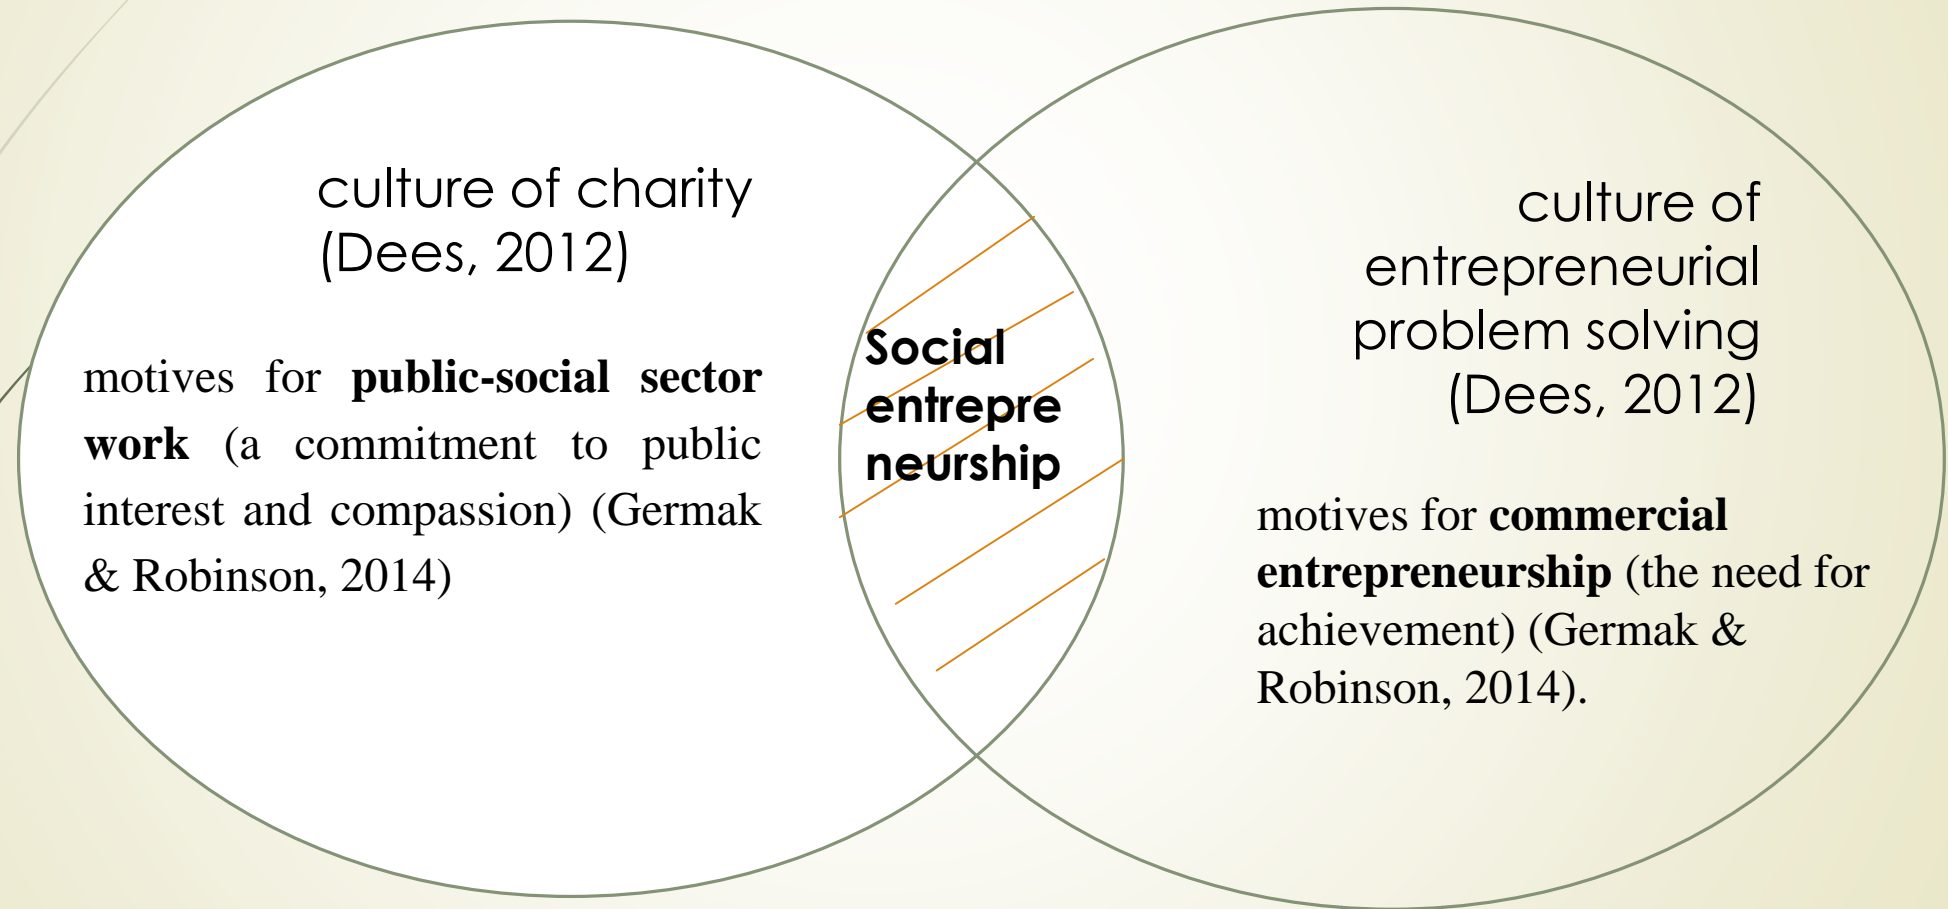 culture of charity
(Dees, 2012)
motives for public-social sector
work (a commitment to public
interest and compassion) (Germak
& Robinson, 2014)
Social
entrepre
neurship
culture of
entrepreneurial
problem solving
(Dees, 2012)
motives for commercial
entrepreneurship (the need for
achievement) (Germak &
Robinson, 2014).